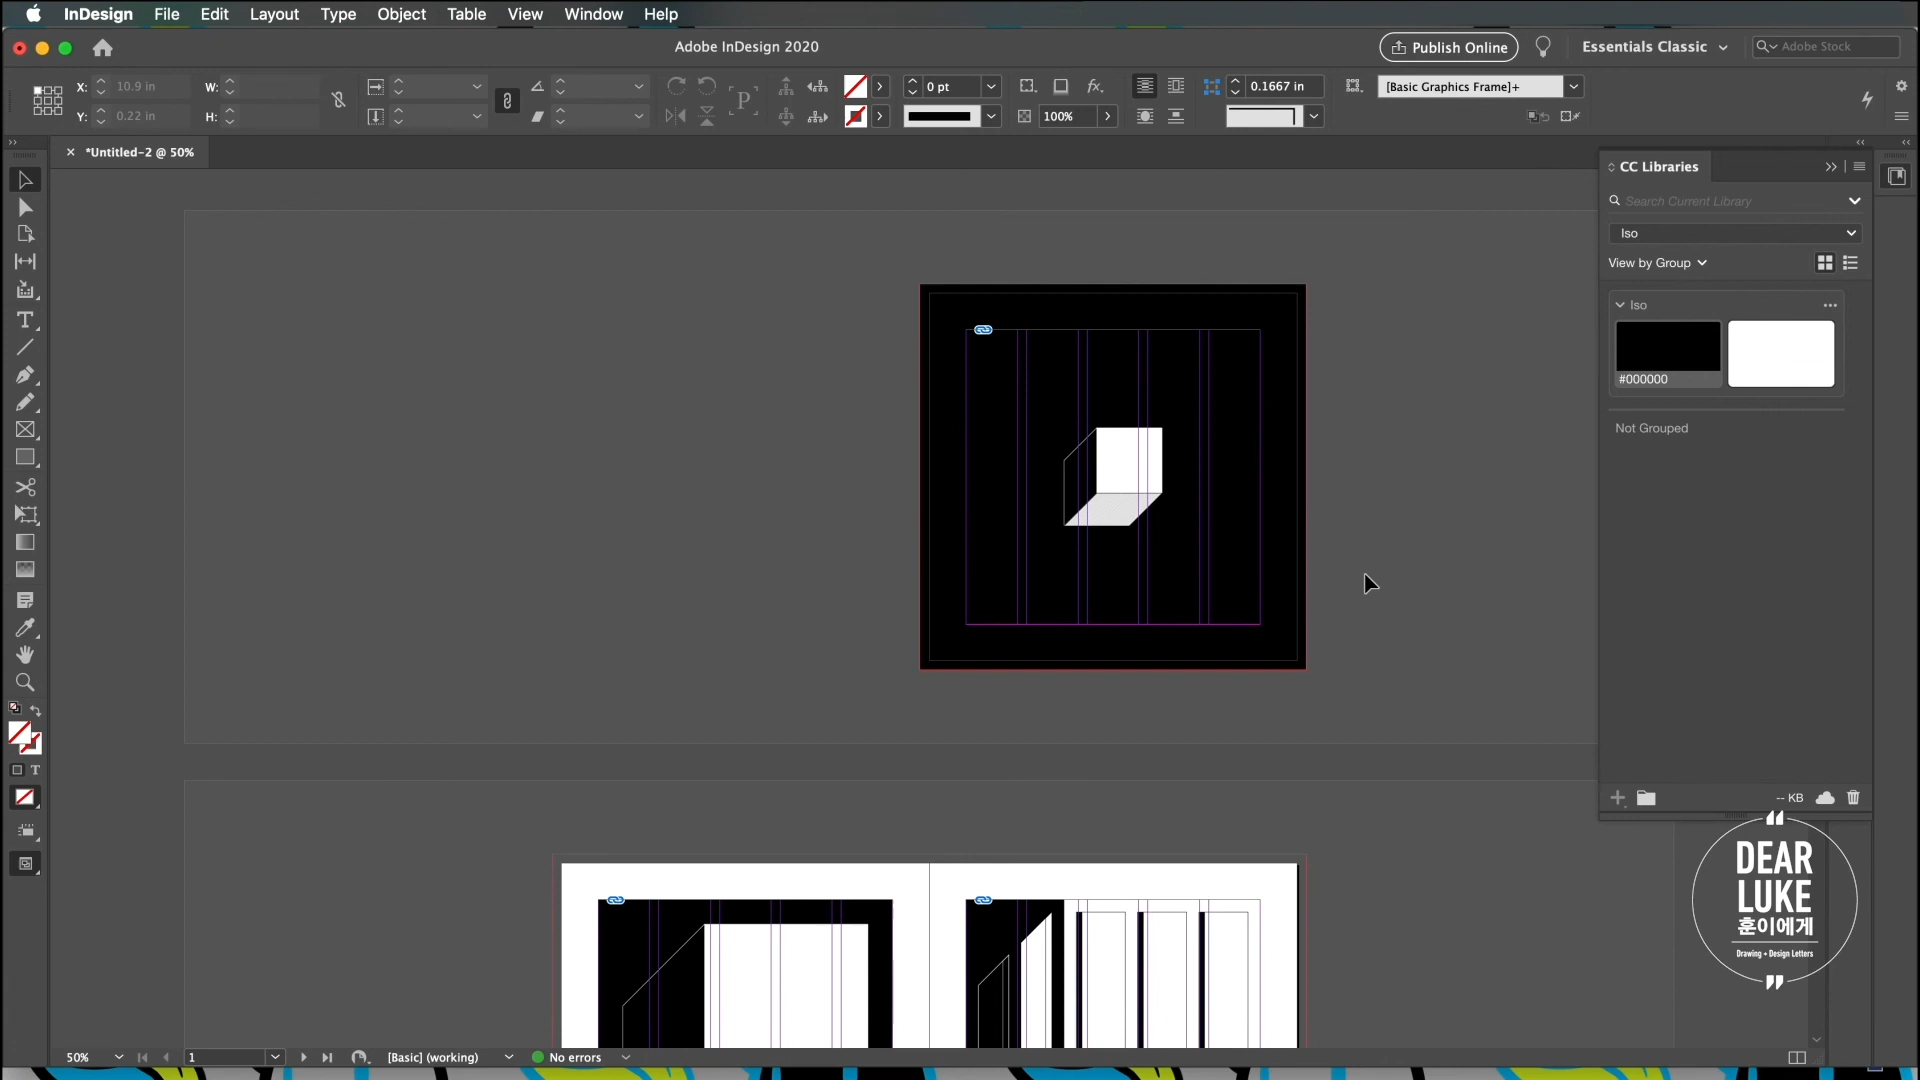 InDesign File Edit Layout Type Object Table View Window Help
Adobe InDesign 2020
Publish Online
Essentials Classic
Adobe Stock
X: 10.9 in
W:
0 pt
0.1667 in
[Basic Graphics Frame]+
Y: 0.22 in
H:
100%
× *Untitled-2 @ 50%
CC Libraries
Search Current Library
Iso
View by Group
Iso
#000000
Not Grouped
-- KB
DEAR
LUKE
훈이에게
Drawing + Design Letters
50%
1
[Basic] (working)
No errors